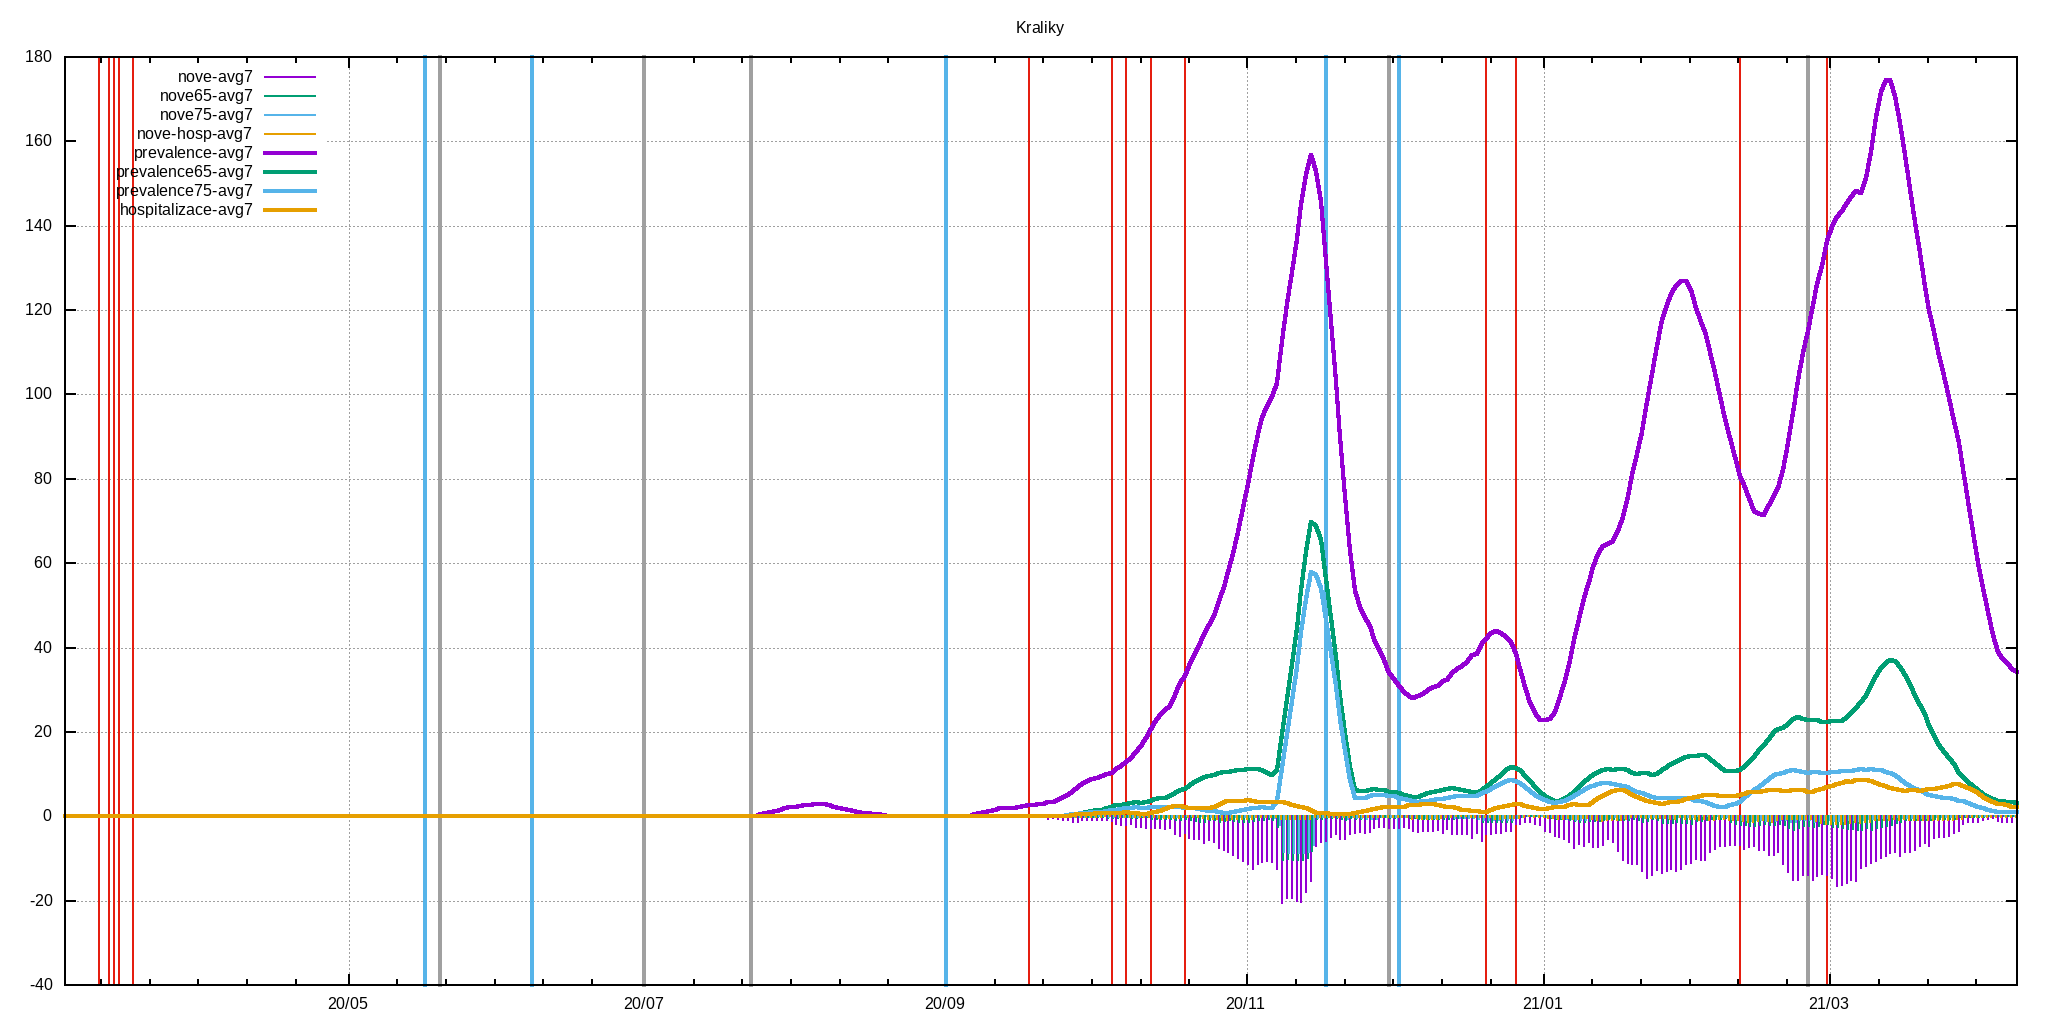 Kraliky
180
160
140
120
100
80
60
40
20
0
-20
-40
nove-avg7
nove65-avg7
nove75-avg7
nove-hosp-avg7
prevalence-avg7
prevalence65-avg7
prevalence75-avg7
hospitalizace-avg7
20/05
20/07
20/09
20/11
21/01
21/03